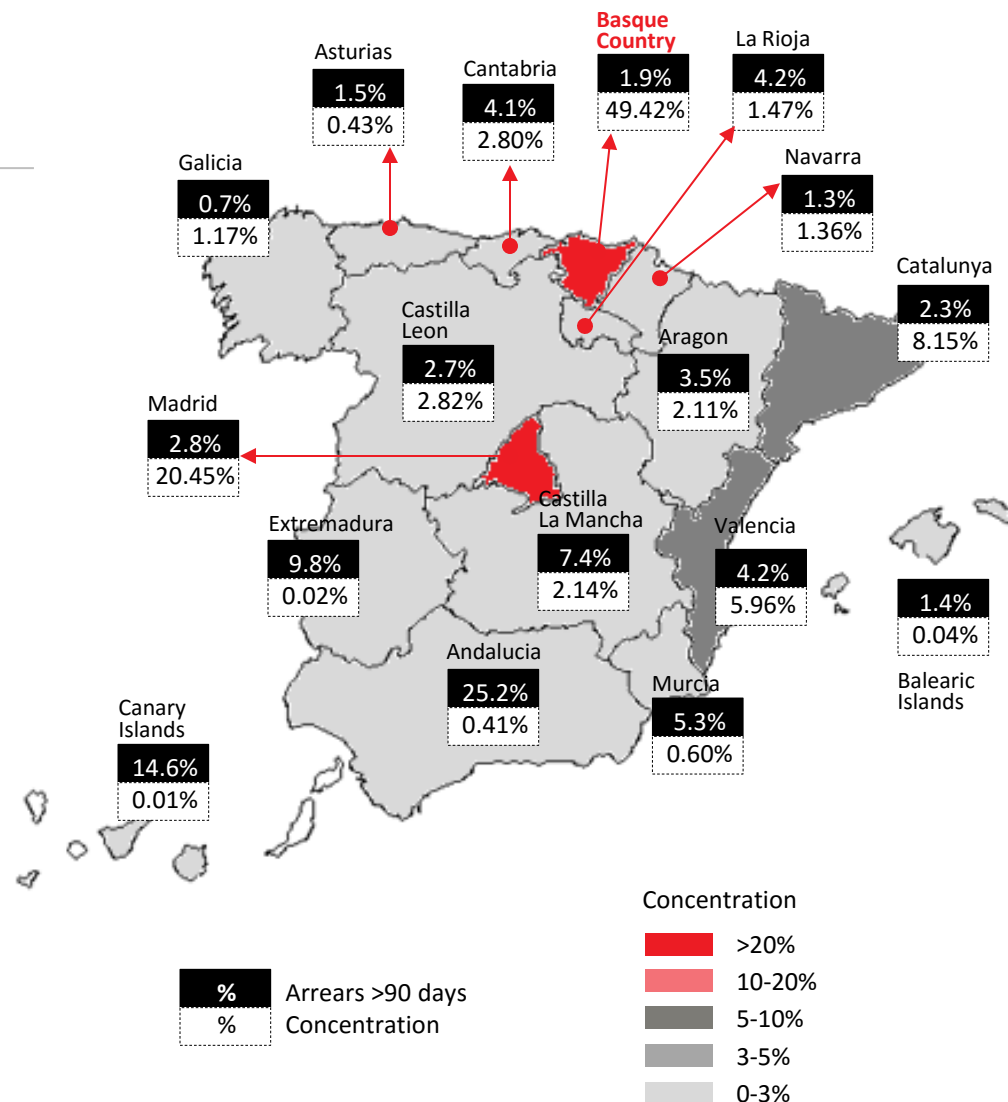 Basque
Country
1.9%
49.42%
La Rioja
4.2%
1.47%
Asturias
1.5%
0.43%
Cantabria
4.1%
2.80%
Galicia
0.7%
1.17%
Navarra
1.3%
1.36%
Catalunya
2.3%
8.15%
Castilla
Leon
2.7%
2.82%
Aragon
3.5%
2.11%
Madrid
2.8%
20.45%
Castilla
La Mancha
7.4%
2.14%
Extremadura
9.8%
0.02%
Valencia
4.2%
5.96%
1.4%
0.04%
Balearic
Islands
Andalucia
25.2%
0.41%
Murcia
5.3%
0.60%
Canary
Islands
14.6%
0.01%
% Arrears >90 days
% Concentration
Concentration
>20%
10-20%
5-10%
3-5%
0-3%